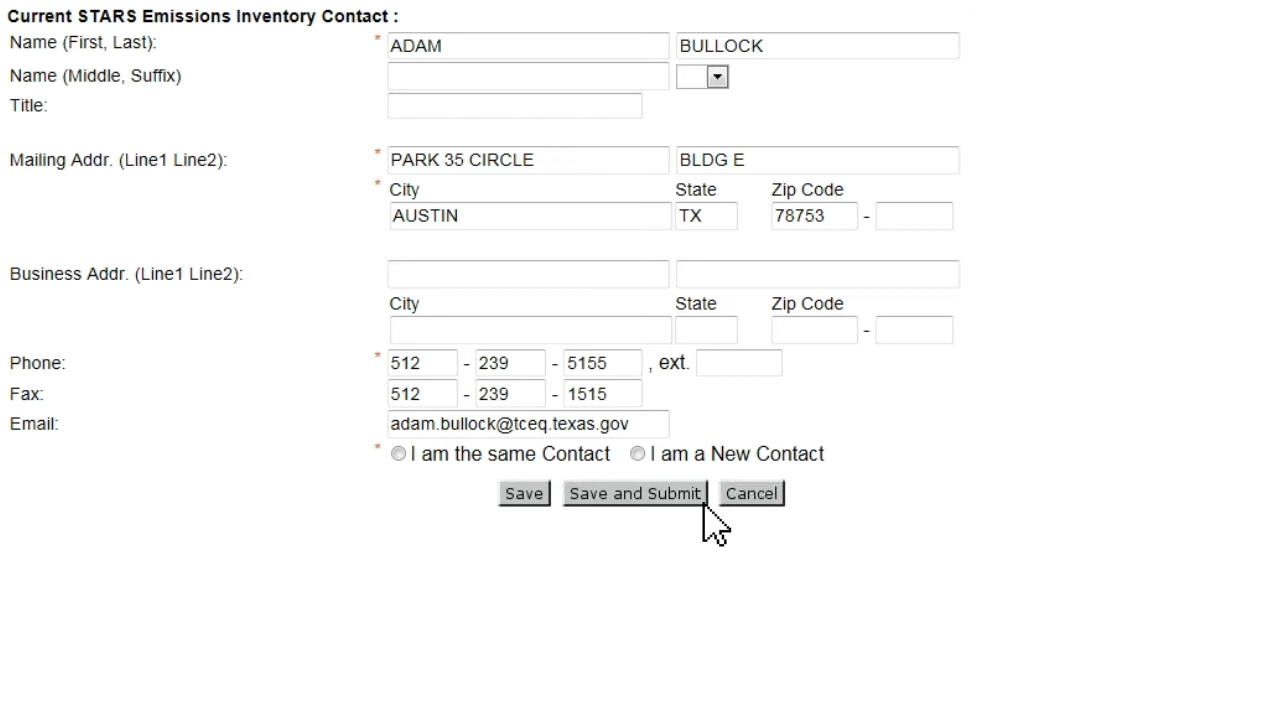 Current STARS Emissions Inventory Contact :
Name (First, Last): * ADAM BULLOCK
Name (Middle, Suffix)
Title:
Mailing Addr. (Line1 Line2): * PARK 35 CIRCLE BLDG E
* City State Zip Code
AUSTIN TX 78753 -
Business Addr. (Line1 Line2):
City State Zip Code
-
Phone: * 512 - 239 - 5155 , ext.
Fax: 512 - 239 - 1515
Email: adam.bullock@tceq.texas.gov
* I am the same Contact I am a New Contact
Save Save and Submit Cancel